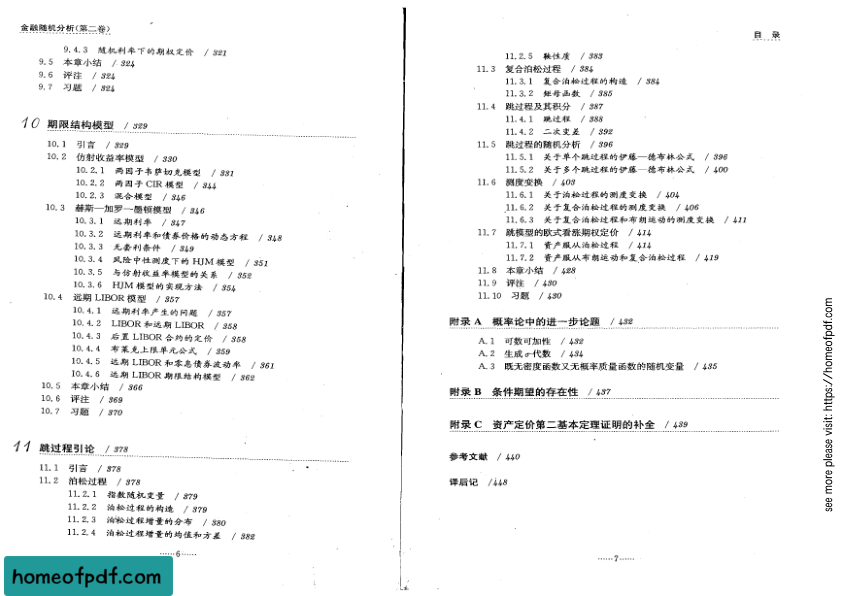 金融随机分析(第二卷)
9.4.3 随机利率下的期权定价 / 321
9.5 本章小结 / 324
9.6 评注 / 324
9.7 习题 / 324
10 期限结构模型 / 329
10.1 引言 / 329
10.2 仿射收益率模型 / 330
10.2.1 两因子韦萨切克模型 / 331
10.2.2 两因子 CIR 模型 / 344
10.2.3 混合模型 / 346
10.3 赫斯—加罗—墨顿模型 / 346
10.3.1 远期利率 / 347
10.3.2 远期利率和债券价格的动态方程 / 348
10.3.3 无套利条件 / 349
10.3.4 风险中性测度下的 HJM 模型 / 351
10.3.5 与仿射收益率模型的关系 / 352
10.3.6 HJM 模型的实现方法 / 354
10.4 远期 LIBOR 模型 / 357
10.4.1 远期利率产生的问题 / 357
10.4.2 LIBOR 和远期 LIBOR / 358
10.4.3 后置 LIBOR 合约的定价 / 358
10.4.4 布莱克上限单元公式 / 359
10.4.5 远期 LIBOR 和零息债券波动率 / 361
10.4.6 远期 LIBOR 期限结构模型 / 362
10.5 本章小结 / 366
10.6 评注 / 369
10.7 习题 / 370
11 跳过程引论 / 378
11.1 引言 / 378
11.2 泊松过程 / 378
11.2.1 指数随机变量 / 379
11.2.2 泊松过程的构造 / 379
11.2.3 泊松过程增量的分布 / 380
11.2.4 泊松过程增量的均值和方差 / 382
……6……
目 录
11.2.5 鞅性质 / 383
11.3 复合泊松过程 / 384
11.3.1 复合泊松过程的构造 / 384
11.3.2 矩母函数 / 385
11.4 跳过程及其积分 / 387
11.4.1 跳过程 / 388
11.4.2 二次变差 / 392
11.5 跳过程的随机分析 / 396
11.5.1 关于单个跳过程的伊藤—德布林公式 / 396
11.5.2 关于多个跳过程的伊藤—德布林公式 / 400
11.6 测度变换 / 403
11.6.1 关于泊松过程的测度变换 / 404
11.6.2 关于复合泊松过程的测度变换 / 406
11.6.3 关于复合泊松过程和布朗运动的测度变换 / 411
11.7 跳模型的欧式看涨期权定价 / 414
11.7.1 资产服从泊松过程 / 414
11.7.2 资产服从布朗运动和复合泊松过程 / 419
11.8 本章小结 / 428
11.9 评注 / 430
11.10 习题 / 430
附录 A 概率论中的进一步论题 / 432
A.1 可数可加性 / 432
A.2 生成σ-代数 / 434
A.3 既无密度函数又无概率质量函数的随机变量 / 435
附录 B 条件期望的存在性 / 437
附录 C 资产定价第二基本定理证明的补全 / 439
参考文献 / 440
译后记 /448
……7……
see more please visit: https://homeofpdf.com
homeofpdf.com